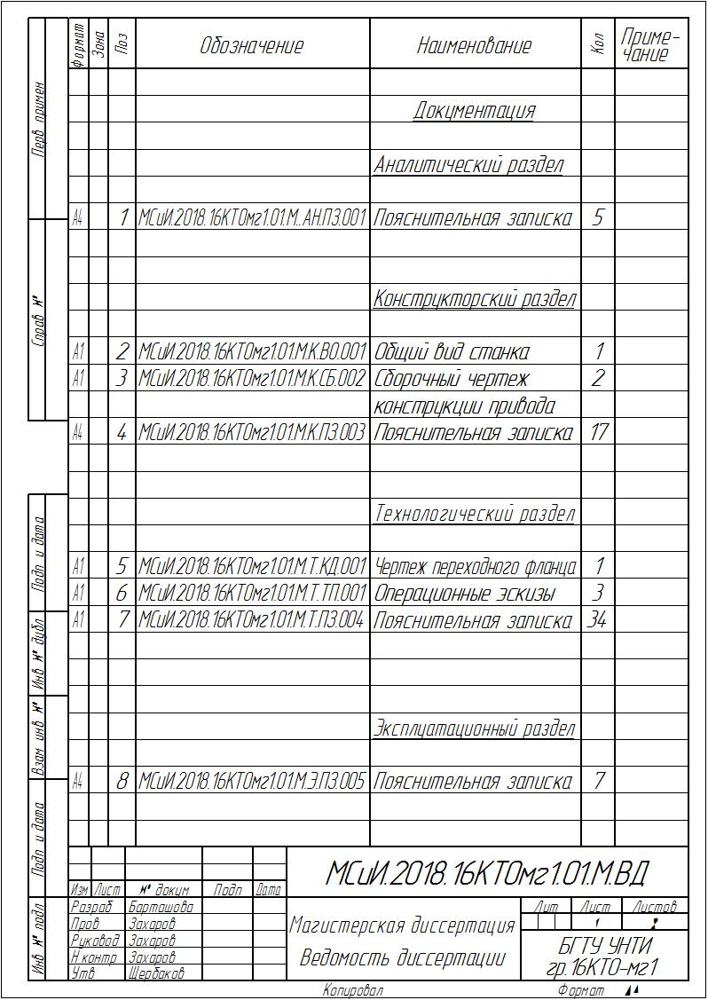 Перв примен
Справ №
Подп и дата
Инв № дубл
Взам инв №
Подп и дата
Инв № подл
Формат Зона Поз Обозначение Наименование Кол Приме-
чание
Документация
Аналитический раздел
А4 1 МСиИ.2018.16КТОмг1.01.М..АН.ПЗ.001 Пояснительная записка 5
Конструкторский раздел
А1 2 МСиИ.2018.16КТОмг1.01.М.К.ВО.001 Общий вид станка 1
А1 3 МСиИ.2018.16КТОмг1.01.М.К.СБ.002 Сборочный чертеж 2
конструкции привода
А4 4 МСиИ.2018.16КТОмг1.01.М.К.ПЗ.003 Пояснительная записка 17
Технологический раздел
А1 5 МСиИ.2018.16КТОмг1.01.М.Т.КД.001 Чертеж переходного фланца 1
А1 6 МСиИ.2018.16КТОмг1.01.М.Т.ТП.001 Операционные эскизы 3
А1 7 МСиИ.2018.16КТОмг1.01.М.Т.ПЗ.004 Пояснительная записка 34
Эксплуатационный раздел
А4 8 МСиИ.2018.16КТОмг1.01.М.Э.ПЗ.005 Пояснительная записка 7
МСиИ.2018.16КТОмг1.01.М.ВД
Изм Лист № доким Подп Дата
Разраб Барташова
Пров Захаров
Руковод Захаров
Н контр Захаров
Утв Щербаков
Магистерская диссертация
Ведомость диссертации
Лит Лист Листов
1 2
БГТУ УНТИ
гр.16КТО-мг1
Копировал Формат